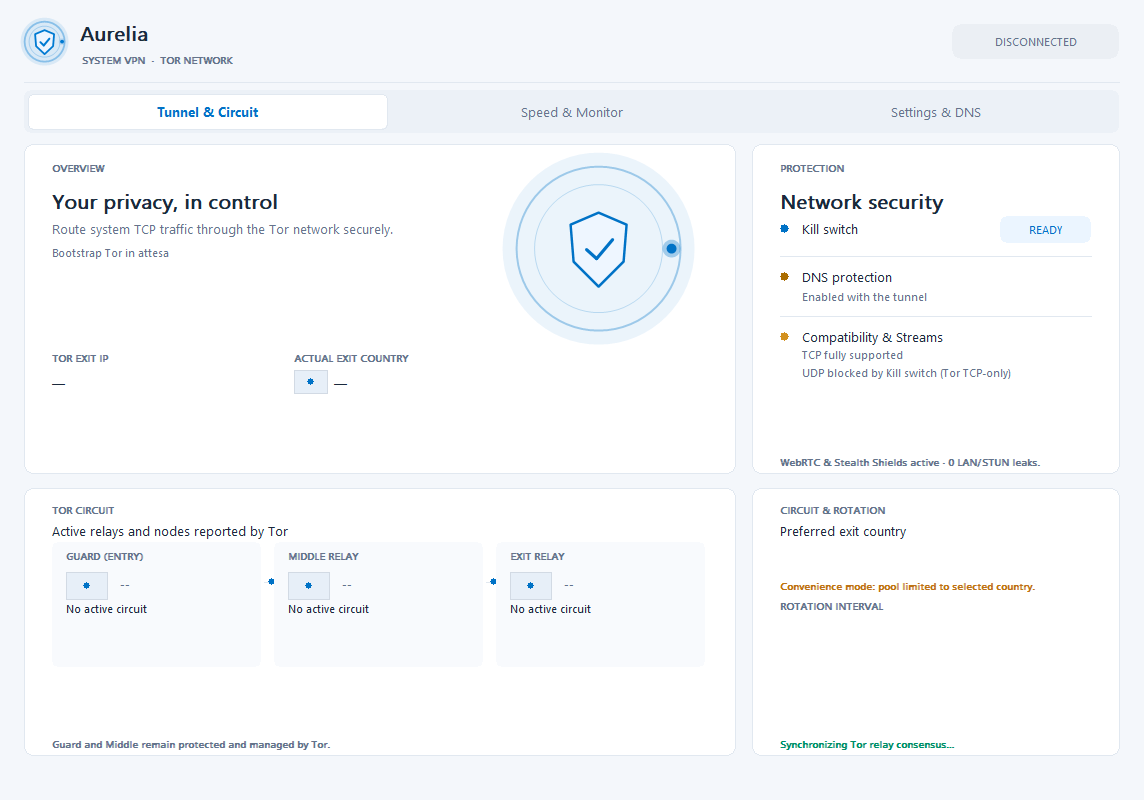 Aurelia
SYSTEM VPN - TOR NETWORK
DISCONNECTED
Tunnel & Circuit
Speed & Monitor
Settings & DNS
OVERVIEW
Your privacy, in control
Route system TCP traffic through the Tor network securely.
Bootstrap Tor in attesa
TOR EXIT IP
—
ACTUAL EXIT COUNTRY
—
PROTECTION
Network security
Kill switch
READY
DNS protection
Enabled with the tunnel
Compatibility & Streams
TCP fully supported
UDP blocked by Kill switch (Tor TCP-only)
WebRTC & Stealth Shields active - 0 LAN/STUN leaks.
TOR CIRCUIT
Active relays and nodes reported by Tor
GUARD (ENTRY)
--
No active circuit
MIDDLE RELAY
--
No active circuit
EXIT RELAY
--
No active circuit
Guard and Middle remain protected and managed by Tor.
CIRCUIT & ROTATION
Preferred exit country
Convenience mode: pool limited to selected country.
ROTATION INTERVAL
Synchronizing Tor relay consensus...